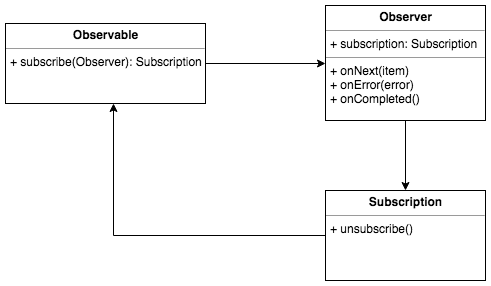 Observable
+ subscribe(Observer): Subscription
Observer
+ subscription: Subscription
+ onNext(item)
+ onError(error)
+ onCompleted()
Subscription
+ unsubscribe()